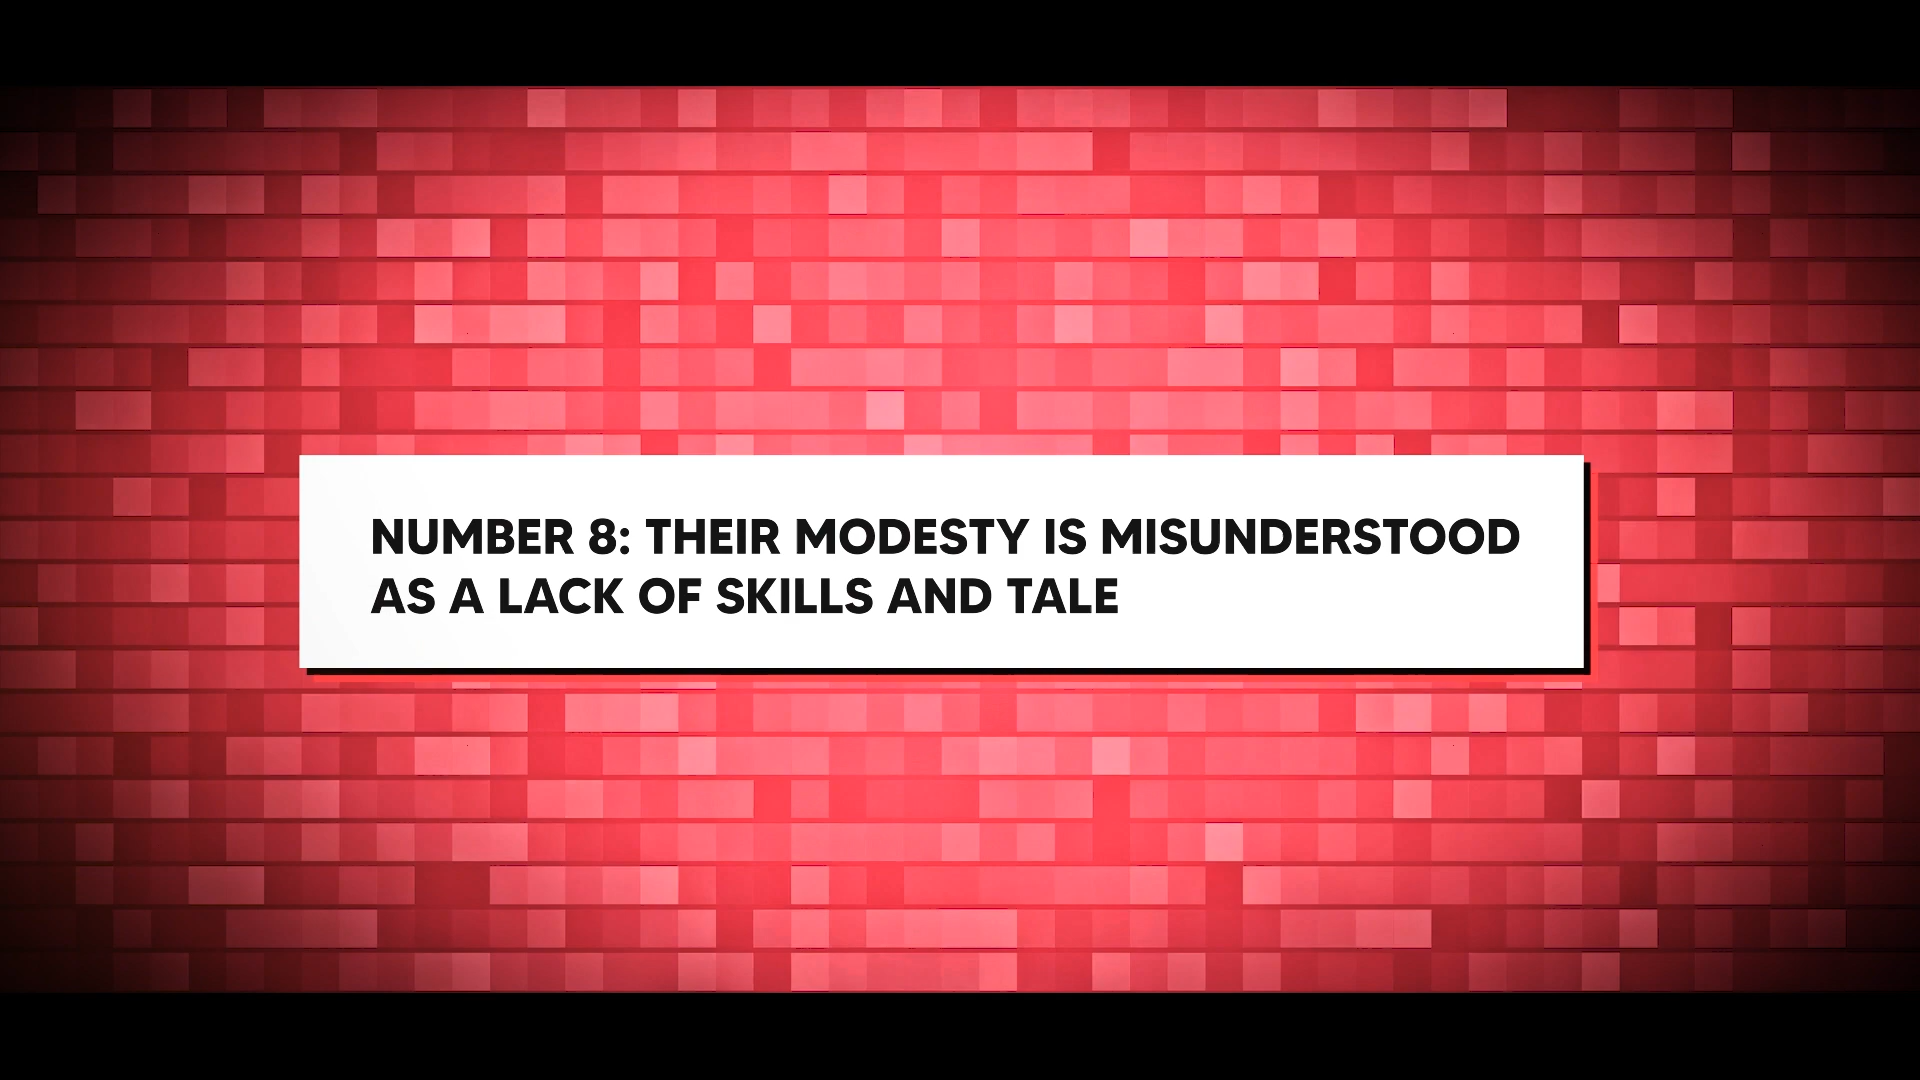 NUMBER 8: THEIR MODESTY IS MISUNDERSTOOD
AS A LACK OF SKILLS AND TALE